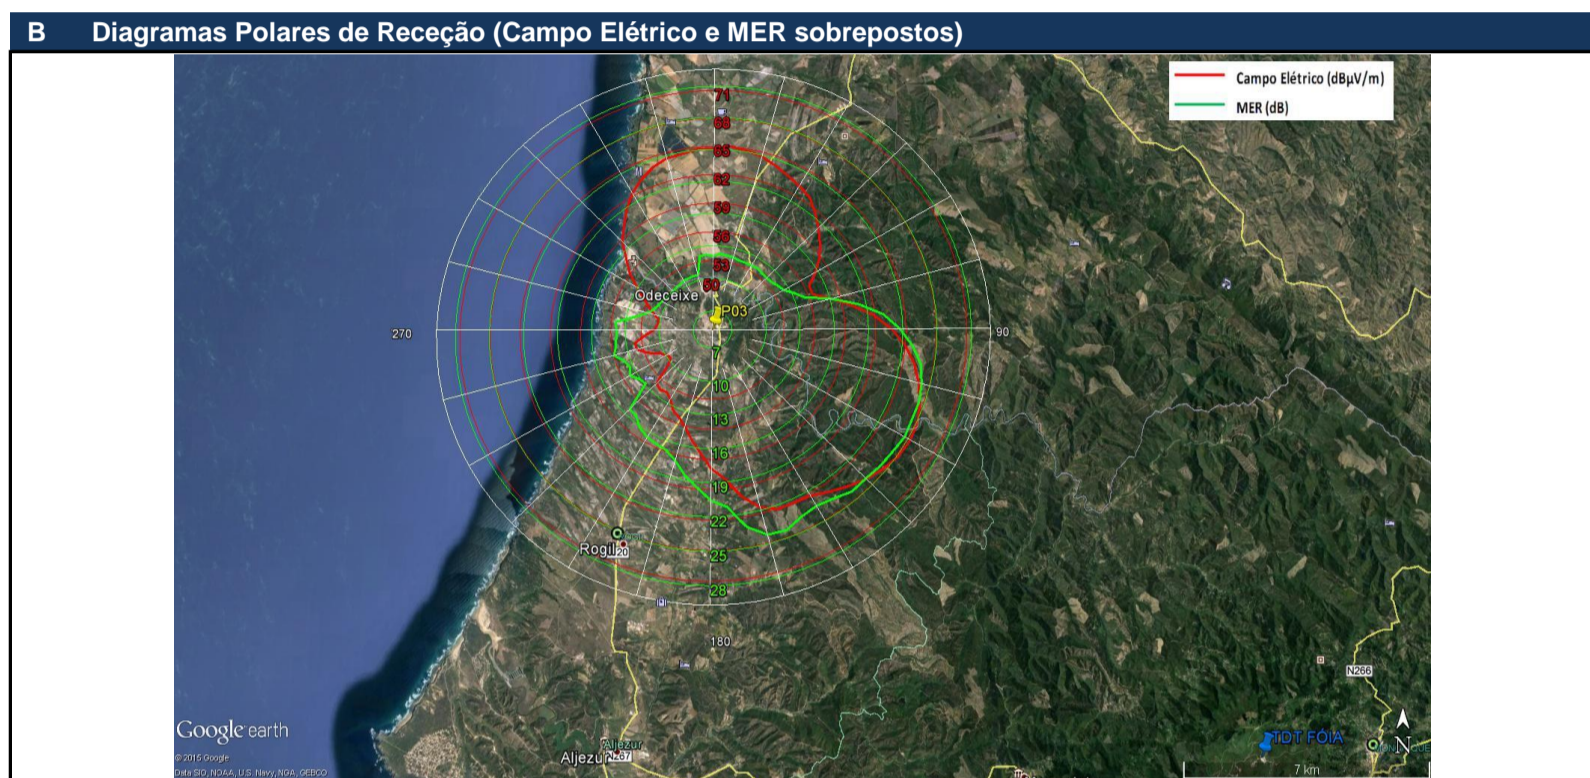 B Diagramas Polares de Receção (Campo Elétrico e MER sobrepostos)
Campo Elétrico (dBµV/m)
MER (dB)
71
68
65
62
59
56
53
50
Odeceixe
P03
270
90
7
10
13
16
19
22
25
28
Rogil
180
N266
TDT FÓIA
N
Google earth
© 2015 Google
Data SIO, NOAA, U.S. Navy, NGA, GEBCO
Aljezur
Aljezur
N267
7 km